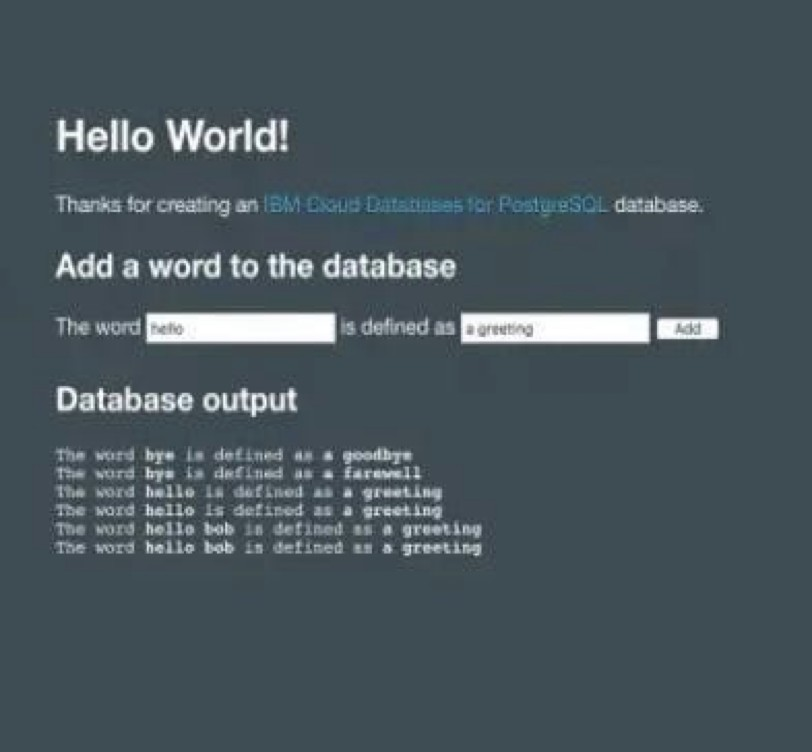 Hello World!
Thanks for creating an IBM Cloud Databases for PostgreSQL database.
Add a word to the database
The word hello is defined as a greeting Add
Database output
The word bye is defined as a goodbye
The word bye is defined as a farewell
The word hello is defined as a greeting
The word hello is defined as a greeting
The word hello bob is defined as a greeting
The word hello bob is defined as a greeting